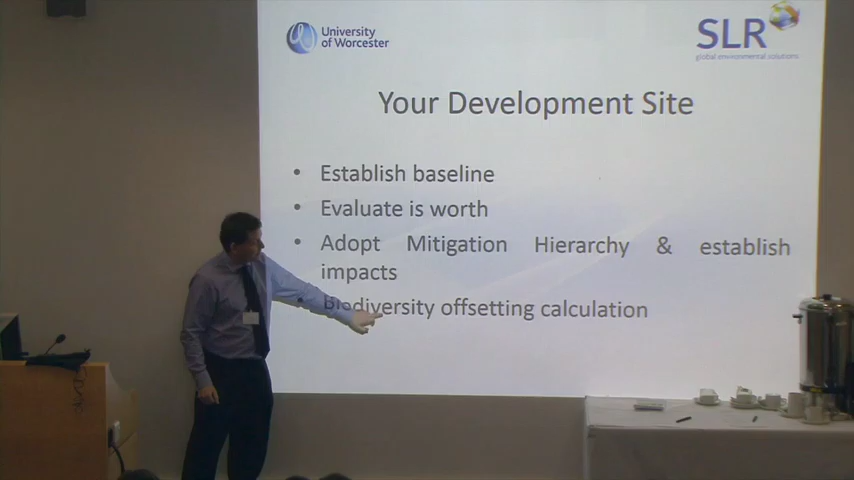 University
of Worcester
SLR
global environmental solutions
Your Development Site
• Establish baseline
• Evaluate is worth
• Adopt Mitigation Hierarchy & establish
impacts
• Biodiversity offsetting calculation